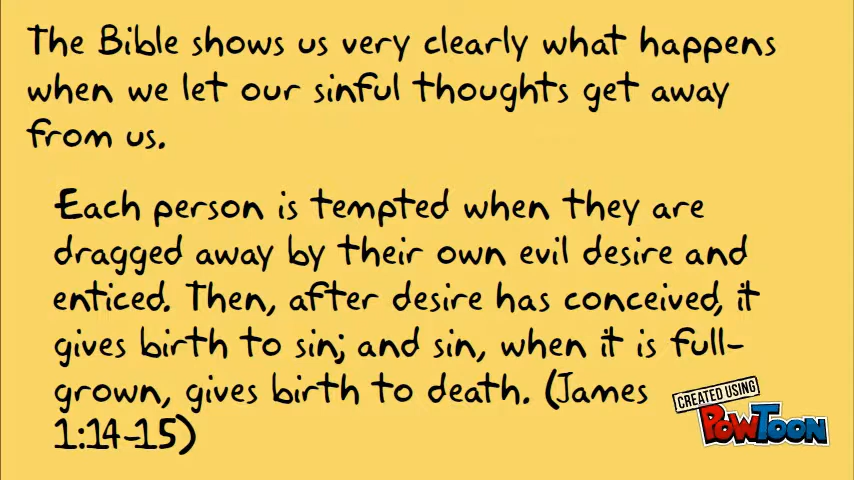 The Bible shows us very clearly what happens
when we let our sinful thoughts get away
from us.
Each person is tempted when they are
dragged away by their own evil desire and
enticed. Then, after desire has conceived, it
gives birth to sin; and sin, when it is full-
grown, gives birth to death. (James
1:14-15)
CREATED USING
POWTOON